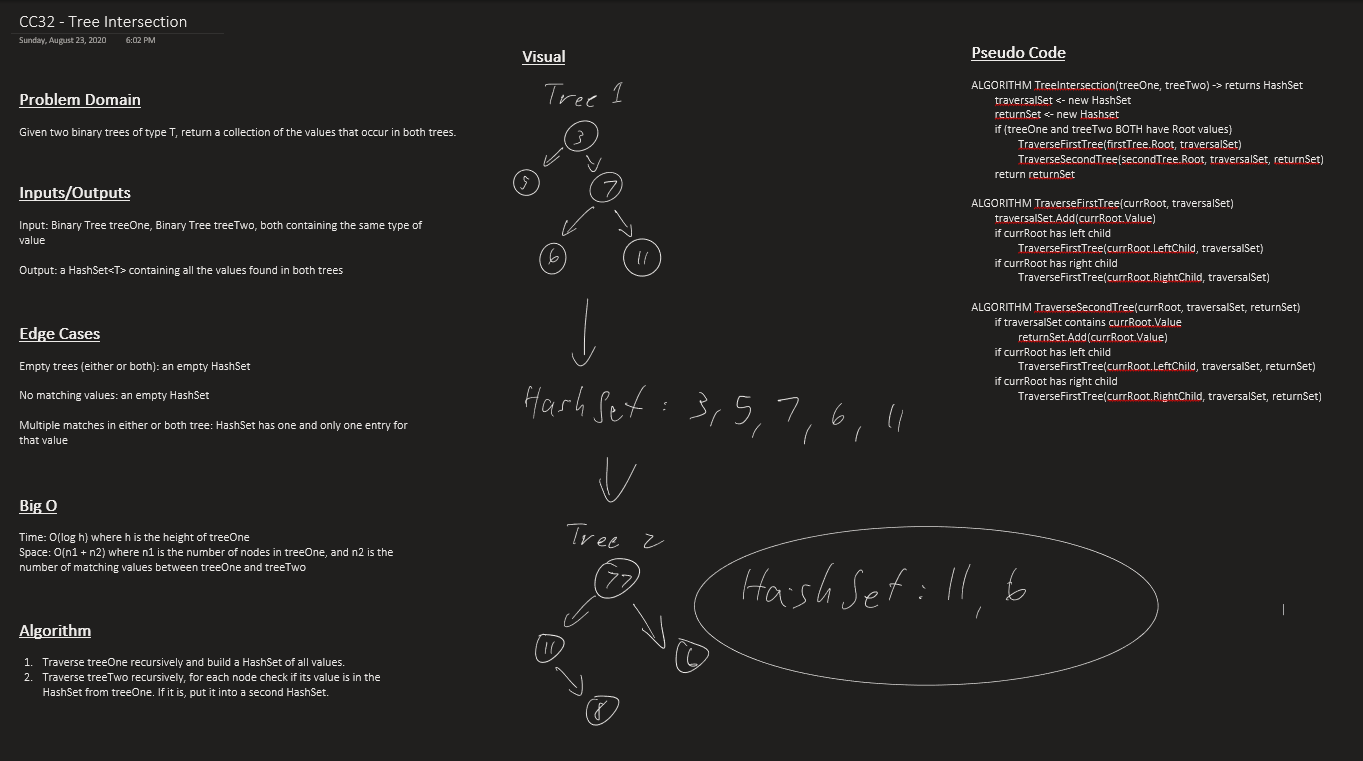 CC32 - Tree Intersection
Sunday, August 23, 2020 6:02 PM
Problem Domain
Given two binary trees of type T, return a collection of the values that occur in both trees.
Inputs/Outputs
Input: Binary Tree treeOne, Binary Tree treeTwo, both containing the same type of
value
Output: a HashSet<T> containing all the values found in both trees
Edge Cases
Empty trees (either or both): an empty HashSet
No matching values: an empty HashSet
Multiple matches in either or both tree: HashSet has one and only one entry for
that value
Big O
Time: O(log h) where h is the height of treeOne
Space: O(n1 + n2) where n1 is the number of nodes in treeOne, and n2 is the
number of matching values between treeOne and treeTwo
Algorithm
1. Traverse treeOne recursively and build a HashSet of all values.
2. Traverse treeTwo recursively, for each node check if its value is in the
HashSet from treeOne. If it is, put it into a second HashSet.
Visual
Tree 1
3
5 7
6 11
HashSet: 3, 5, 7, 6, 11
Tree 2
77
11 6
8
HashSet: 11, 6
Pseudo Code
ALGORITHM TreeIntersection(treeOne, treeTwo) -> returns HashSet
traversalSet <- new HashSet
returnSet <- new Hashset
if (treeOne and treeTwo BOTH have Root values)
TraverseFirstTree(firstTree.Root, traversalSet)
TraverseSecondTree(secondTree.Root, traversalSet, returnSet)
return returnSet
ALGORITHM TraverseFirstTree(currRoot, traversalSet)
traversalSet.Add(currRoot.Value)
if currRoot has left child
TraverseFirstTree(currRoot.LeftChild, traversalSet)
if currRoot has right child
TraverseFirstTree(currRoot.RightChild, traversalSet)
ALGORITHM TraverseSecondTree(currRoot, traversalSet, returnSet)
if traversalSet contains currRoot.Value
returnSet.Add(currRoot.Value)
if currRoot has left child
TraverseFirstTree(currRoot.LeftChild, traversalSet, returnSet)
if currRoot has right child
TraverseFirstTree(currRoot.RightChild, traversalSet, returnSet)